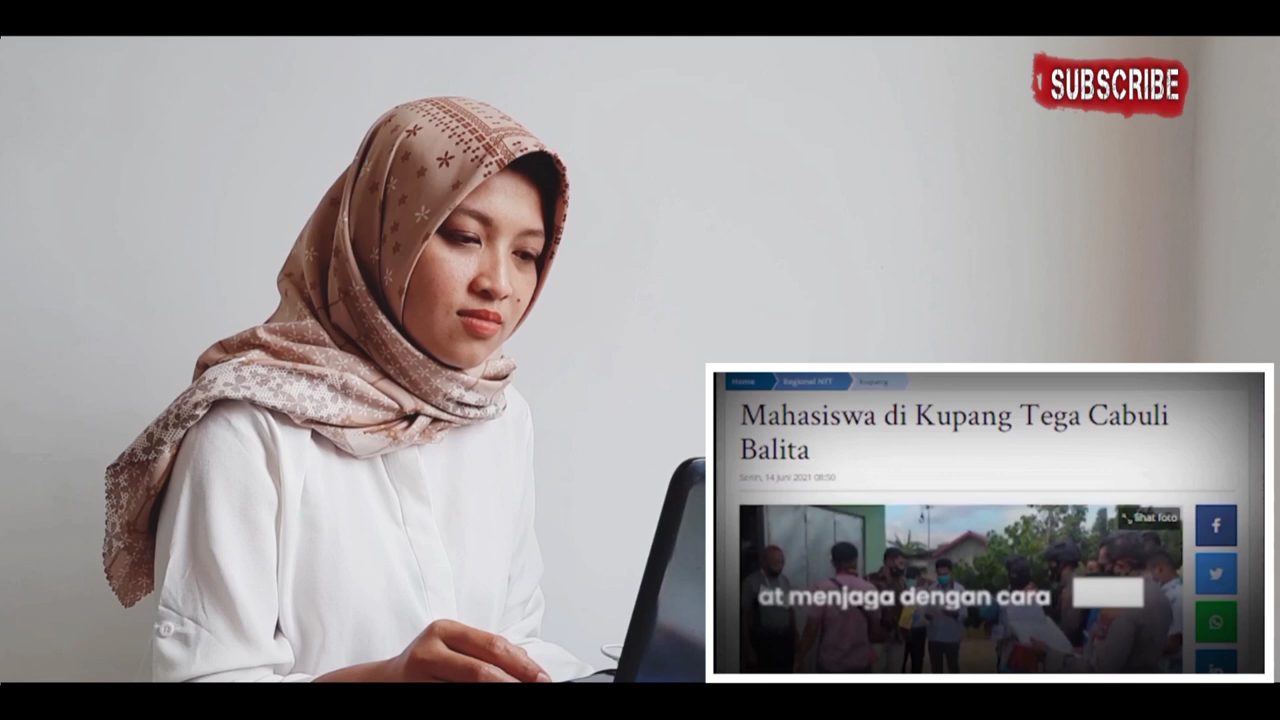 SUBSCRIBE
Home Regional NTT Kupang
Mahasiswa di Kupang Tega Cabuli
Balita
Senin, 14 Juni 2021 08:50
lihat foto
at menjaga dengan cara